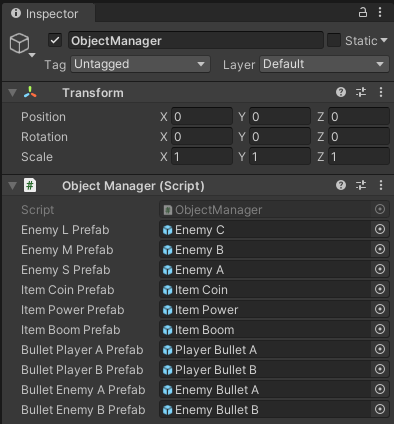 Inspector
ObjectManager Static
Tag Untagged Layer Default
Transform
Position X 0 Y 0 Z 0
Rotation X 0 Y 0 Z 0
Scale X 1 Y 1 Z 1
# Object Manager (Script)
Script # ObjectManager
Enemy L Prefab Enemy C
Enemy M Prefab Enemy B
Enemy S Prefab Enemy A
Item Coin Prefab Item Coin
Item Power Prefab Item Power
Item Boom Prefab Item Boom
Bullet Player A Prefab Player Bullet A
Bullet Player B Prefab Player Bullet B
Bullet Enemy A Prefab Enemy Bullet A
Bullet Enemy B Prefab Enemy Bullet B